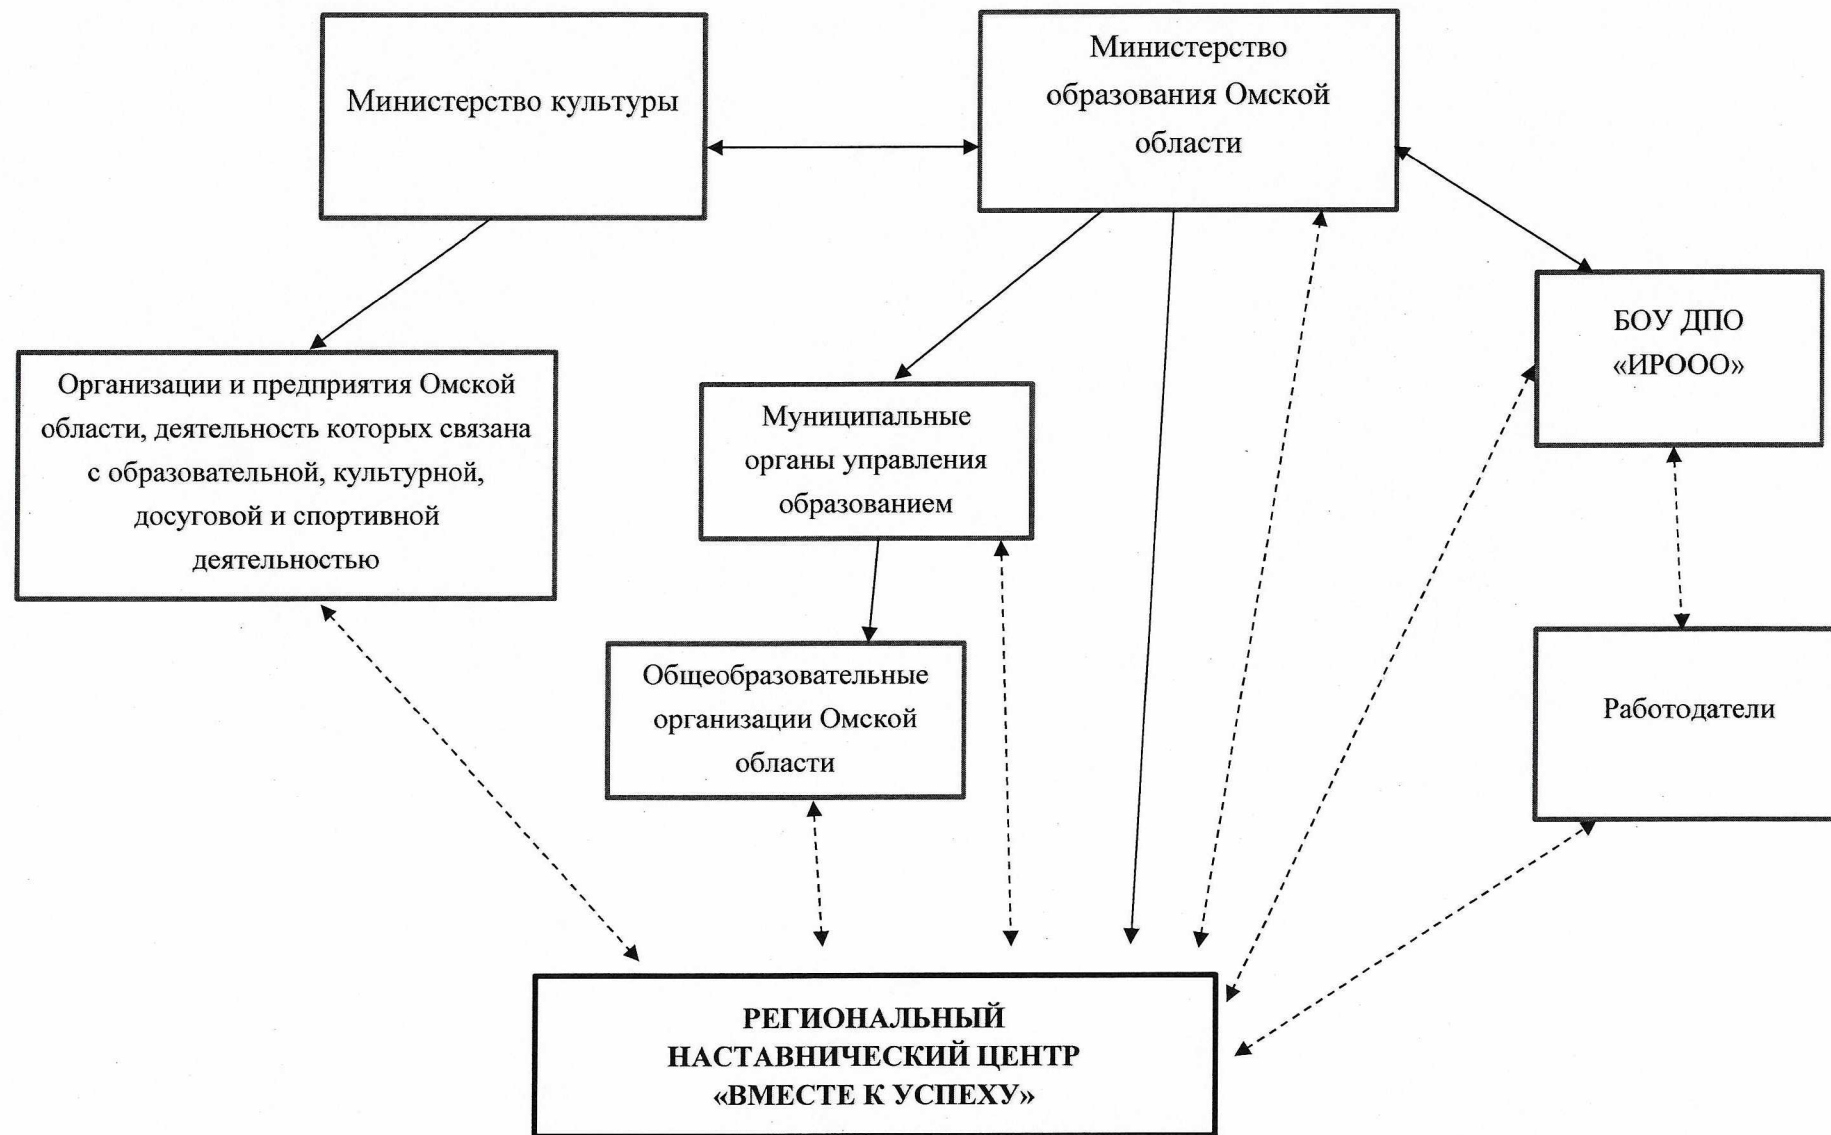 Министерство культуры
Министерство
образования Омской
области
БОУ ДПО
«ИРООО»
Организации и предприятия Омской
области, деятельность которых связана
с образовательной, культурной,
досуговой и спортивной
деятельностью
Муниципальные
органы управления
образованием
Общеобразовательные
организации Омской
области
Работодатели
РЕГИОНАЛЬНЫЙ
НАСТАВНИЧЕСКИЙ ЦЕНТР
«ВМЕСТЕ К УСПЕХУ»